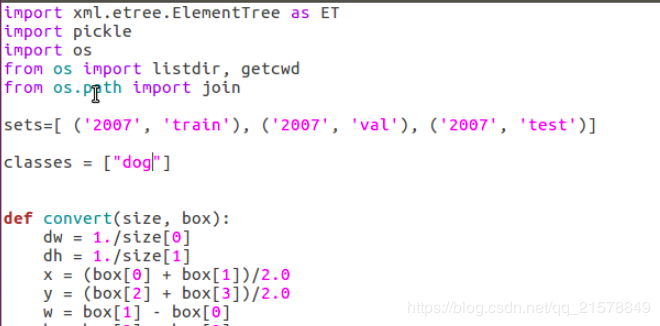 import xml.etree.ElementTree as ET
import pickle
import os
from os import listdir, getcwd
from os.path import join
sets=[ ('2007', 'train'), ('2007', 'val'), ('2007', 'test')]
classes = ["dog"]
def convert(size, box):
    dw = 1./size[0]
    dh = 1./size[1]
    x = (box[0] + box[1])/2.0
    y = (box[2] + box[3])/2.0
    w = box[1] - box[0]
https://blog.csdn.net/qq_21578849